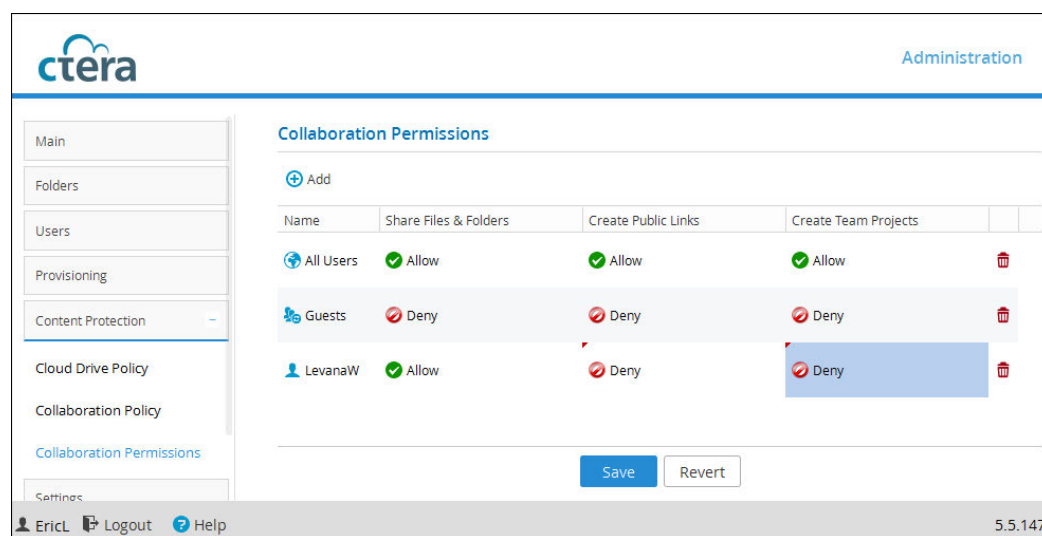 ctera
Administration
Main
Folders
Users
Provisioning
Content Protection
Cloud Drive Policy
Collaboration Policy
Collaboration Permissions
Settings
Collaboration Permissions
Add
Name Share Files & Folders Create Public Links Create Team Projects
All Users Allow Allow Allow
Guests Deny Deny Deny
LevanaW Allow Deny Deny
Save Revert
EricL Logout Help 5.5.147